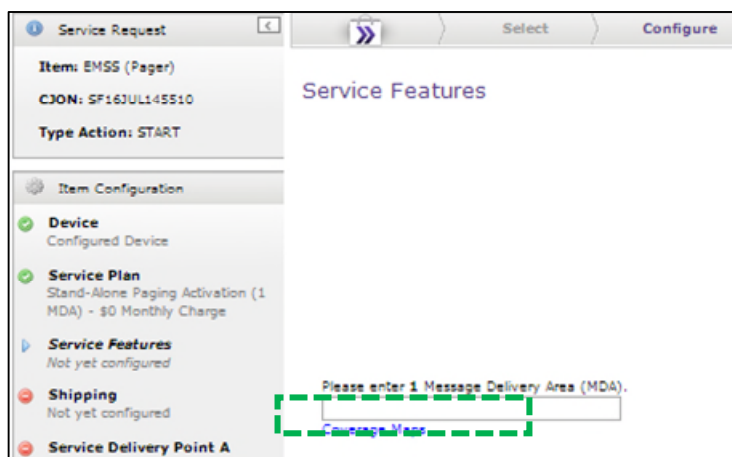 Service Request
Item: EMSS (Pager)
CJON: SF16JUL145510
Type Action: START
Item Configuration
Device
Configured Device
Service Plan
Stand-Alone Paging Activation (1
MDA) - $0 Monthly Charge
Service Features
Not yet configured
Shipping
Not yet configured
Service Delivery Point A
Select
Configure
Service Features
Please enter 1 Message Delivery Area (MDA).
Coverage Maps